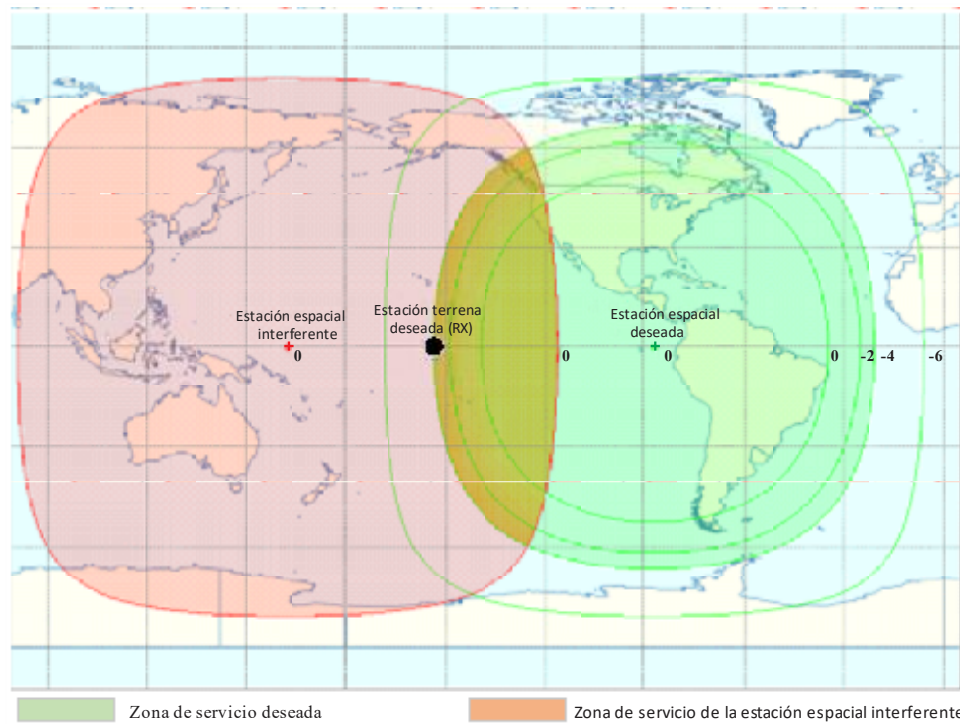 Estación espacial
interferente
0
Estación terrena
deseada (RX)
0
Estación espacial
deseada
0
0 -2 -4 -6
Zona de servicio deseada
Zona de servicio de la estación espacial interferente